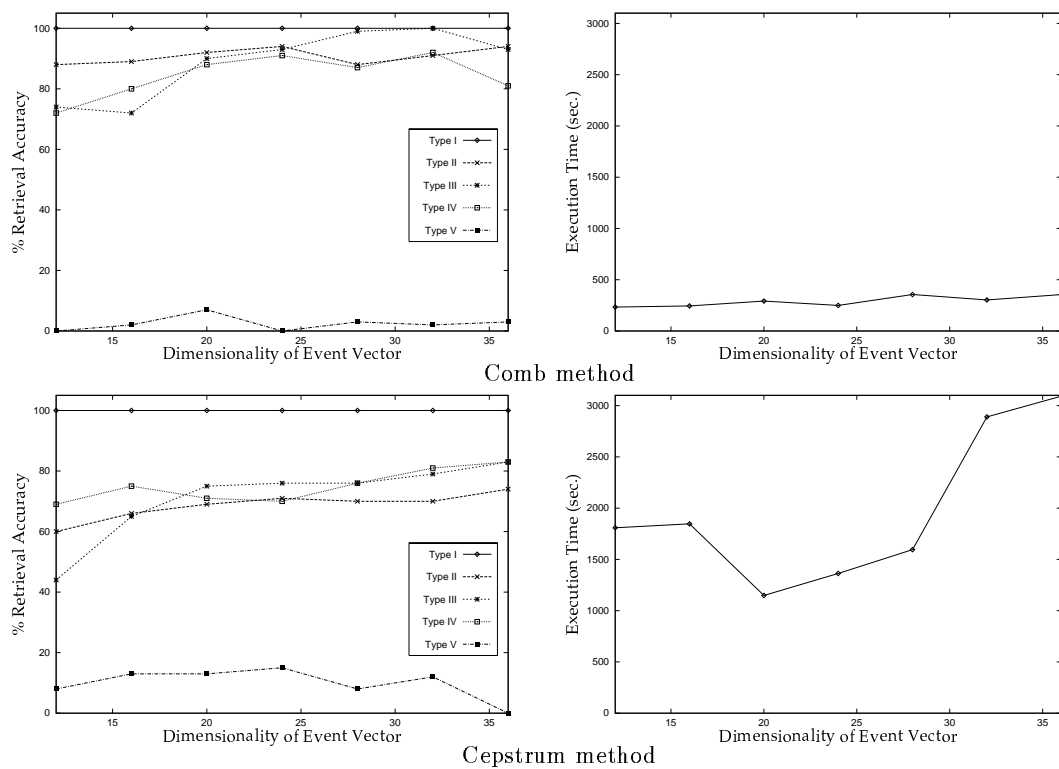 % Retrieval Accuracy
100
80
60
40
20
0
15
20
25
30
35
Dimensionality of Event Vector
Type I
Type II
Type III
Type IV
Type V
Execution Time (sec.)
3000
2500
2000
1500
1000
500
0
15
20
25
30
35
Dimensionality of Event Vector
Comb method
% Retrieval Accuracy
100
80
60
40
20
0
15
20
25
30
35
Dimensionality of Event Vector
Type I
Type II
Type III
Type IV
Type V
Execution Time (sec.)
3000
2500
2000
1500
1000
500
0
15
20
25
30
35
Dimensionality of Event Vector
Cepstrum method